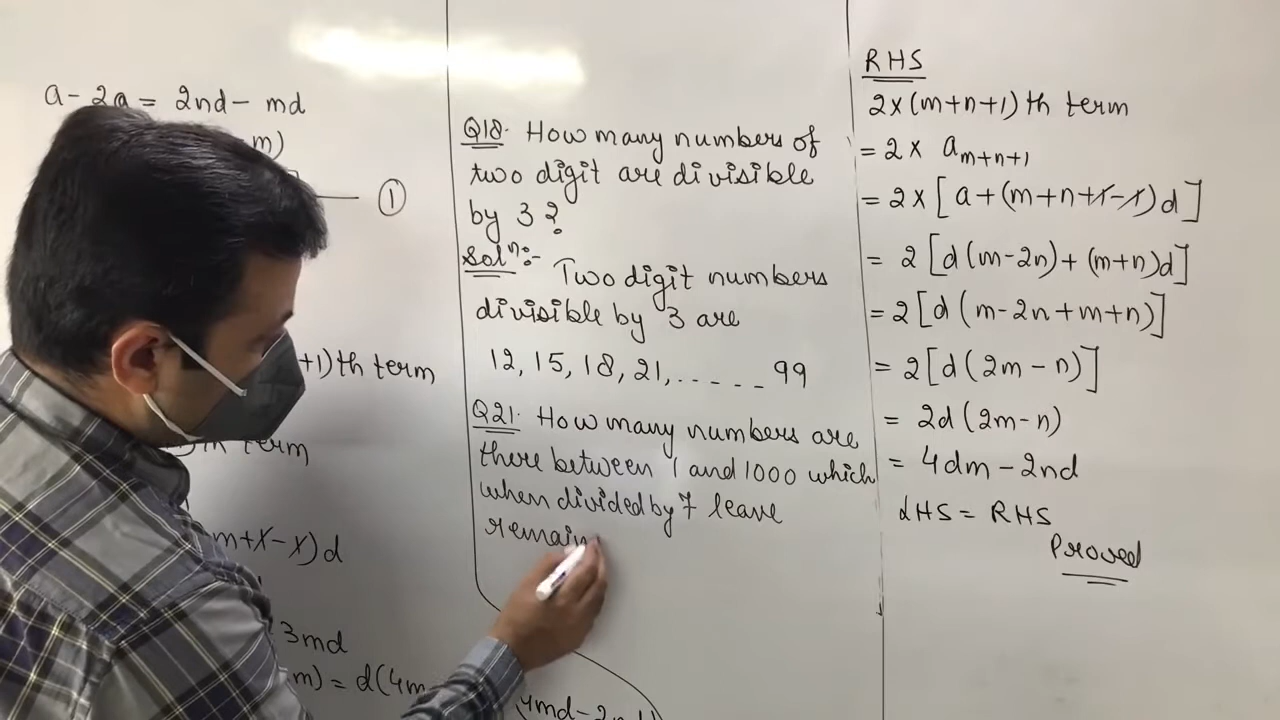 a - 2a = 2nd - md
m)
①
+1)th term
th term
m+1-1)d
3md
m) = d(4m
Q18. How many numbers of
two digit are divisible
by 3?
Solⁿ:-
Two digit numbers
divisible by 3 are
12, 15, 18, 21, ----- 99
Q21. How many numbers are
there between 1 and 1000 which
when divided by 7 leave
remain
4md - 2nd
RHS
2×(m+n+1)th term
= 2× a_{m+n+1}
= 2×[a+(m+n+1-1)d]
= 2[d(m-2n)+(m+n)d]
= 2[d(m-2n+m+n)]
= 2[d(2m-n)]
= 2d(2m-n)
= 4dm-2nd
LHS = RHS
Proved